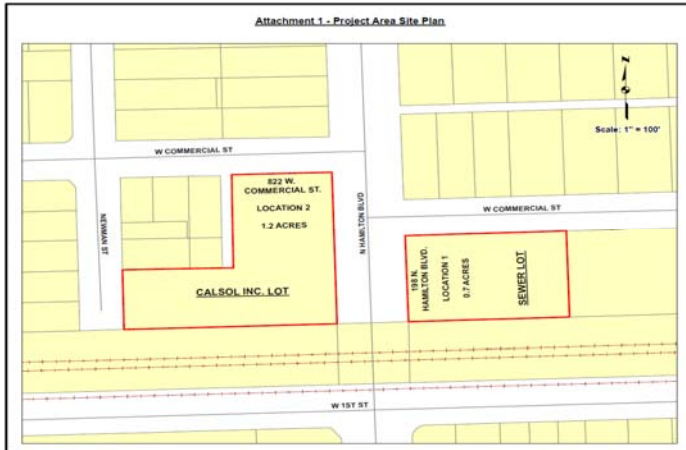 Attachment 1 - Project Area Site Plan
Z
Scale: 1" = 100'
W COMMERCIAL ST
822 W.
COMMERCIAL ST.
LOCATION 2
1.2 ACRES
CALSOL INC. LOT
NEWMAN ST
N HAMILTON BLVD
W COMMERCIAL ST
198 N.
HAMILTON BLVD.
LOCATION 1
0.7 ACRES
SEWER LOT
W 1ST ST